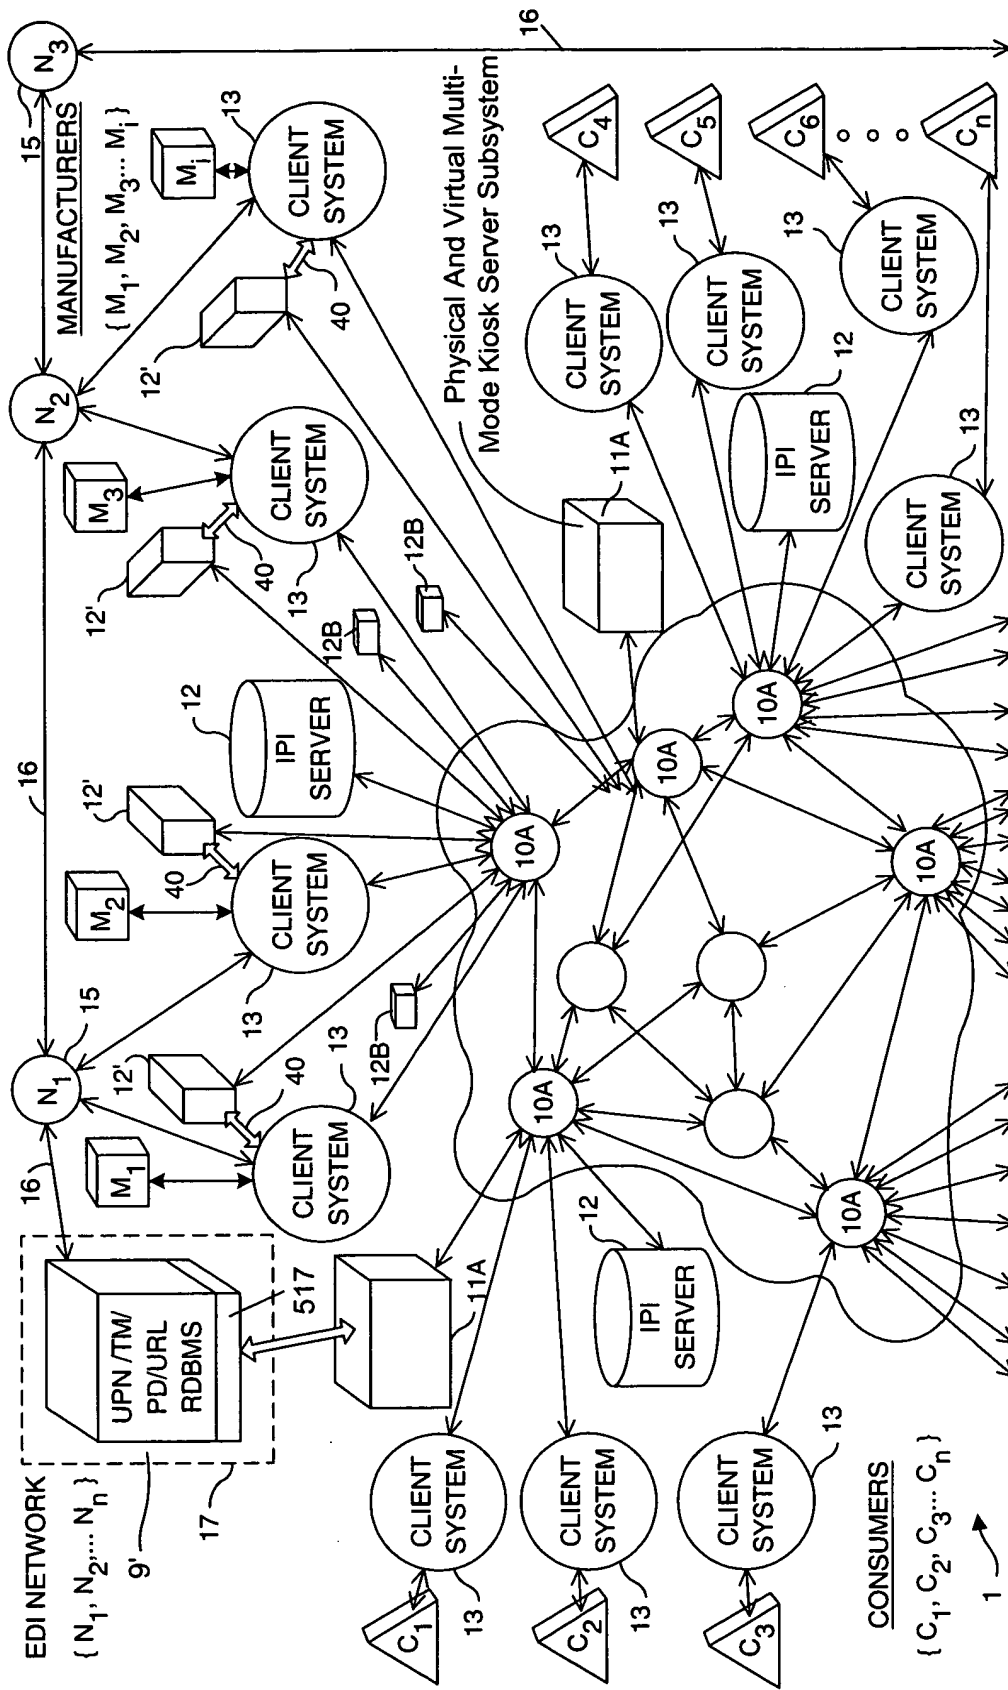 EDI NETWORK
{ N1, N2,... Nn }
9'
17
UPN /TM/
PD/URL
RDBMS
517
16
N1
15
16
N2
15
N3
16
MANUFACTURERS
{ M1, M2, M3... Mi }
M1
12'
40
13
CLIENT
SYSTEM
12B
M2
12'
40
13
CLIENT
SYSTEM
12
IPI
SERVER
M3
12'
40
13
CLIENT
SYSTEM
12B
12B
Mi
13
12'
40
CLIENT
SYSTEM
Physical And Virtual Multi-
Mode Kiosk Server Subsystem
11A
11A
10A
10A
10A
10A
10A
10A
12
IPI
SERVER
13
CLIENT
SYSTEM
C4
13
CLIENT
SYSTEM
C5
12
IPI
SERVER
13
CLIENT
SYSTEM
C6
13
CLIENT
SYSTEM
Cn
C1
13
CLIENT
SYSTEM
C2
13
CLIENT
SYSTEM
C3
13
CLIENT
SYSTEM
CONSUMERS
{ C1, C2, C3... Cn }
1